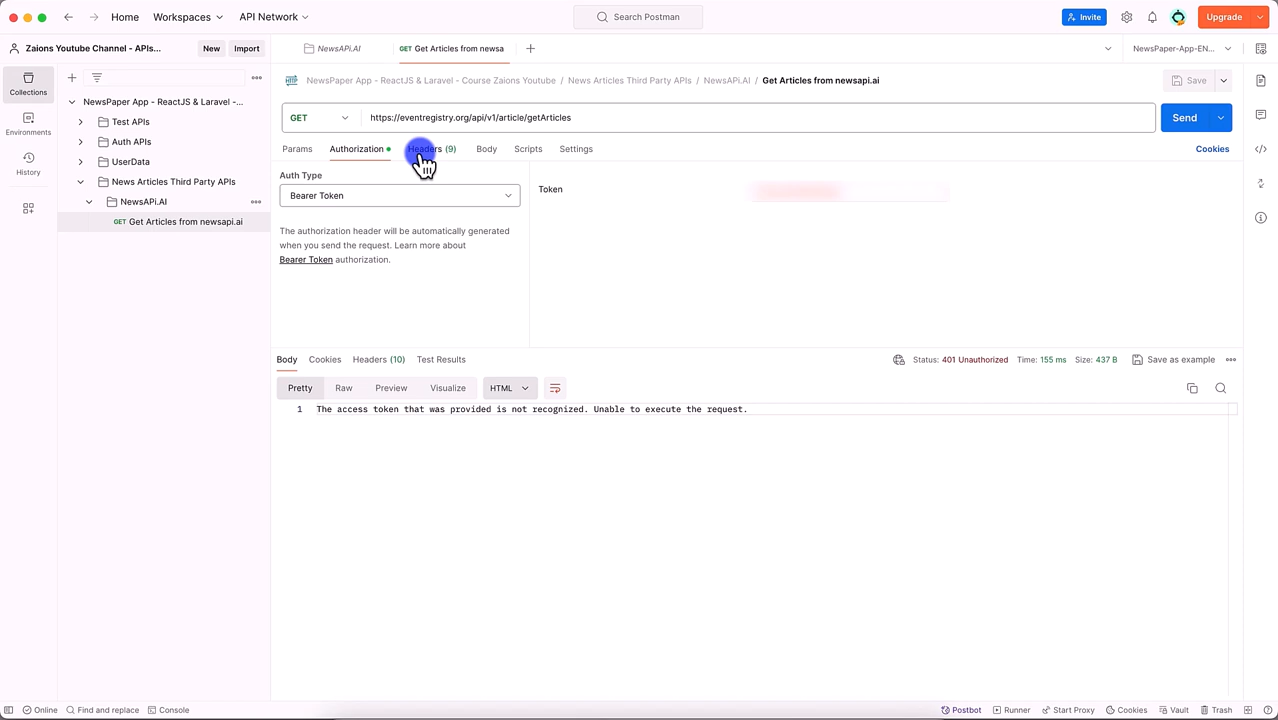 Home Workspaces API Network Search Postman Invite Upgrade
Zaions Youtube Channel - APIs... New Import NewsAPi.AI GET Get Articles from newsa NewsPaper-App-EN...
Collections
Environments
History
NewsPaper App - ReactJS & Laravel -...
Test APIs
Auth APIs
UserData
News Articles Third Party APIs
NewsAPi.AI
GET Get Articles from newsapi.ai
NewsPaper App - ReactJS & Laravel - Course Zaions Youtube / News Articles Third Party APIs / NewsAPi.AI / Get Articles from newsapi.ai Save
GET https://eventregistry.org/api/v1/article/getArticles Send
Params Authorization Headers (9) Body Scripts Settings Cookies
Auth Type
Bearer Token
The authorization header will be automatically generated
when you send the request. Learn more about
Bearer Token authorization.
Token
Body Cookies Headers (10) Test Results Status: 401 Unauthorized Time: 155 ms Size: 437 B Save as example
Pretty Raw Preview Visualize HTML
1 The access token that was provided is not recognized. Unable to execute the request.
Online Find and replace Console Postbot Runner Start Proxy Cookies Vault Trash